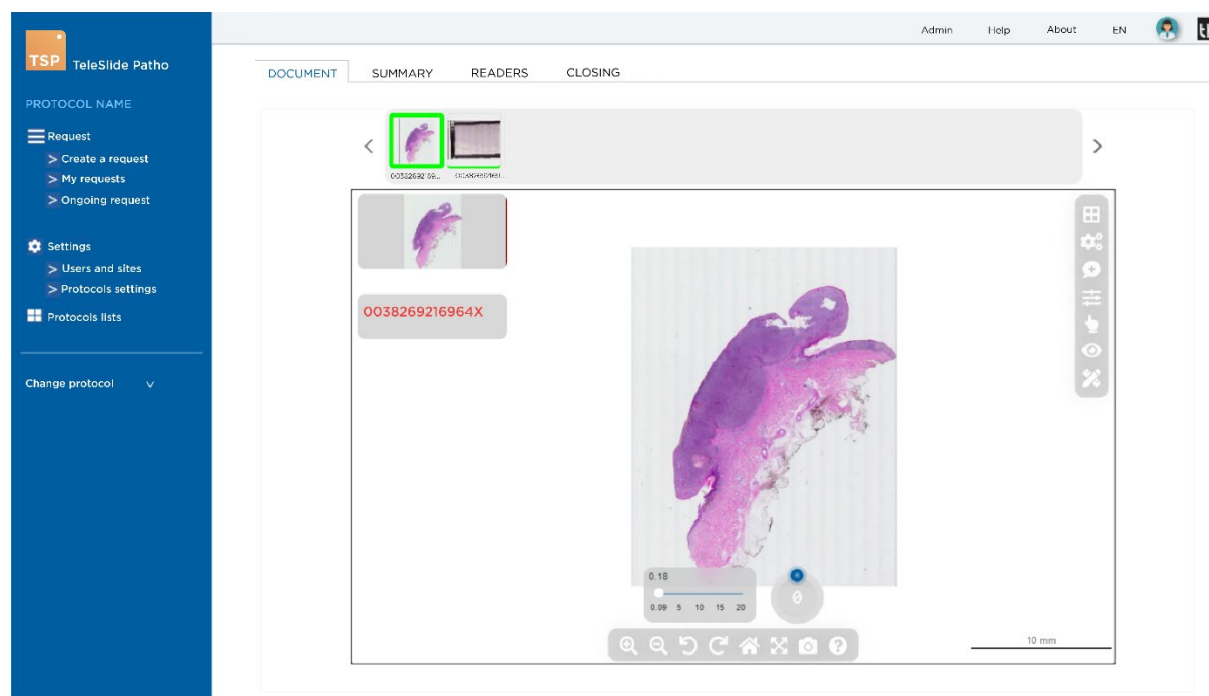 Admin Help About EN
TSP TeleSlide Patho
PROTOCOL NAME
Request
> Create a request
> My requests
> Ongoing request
Settings
> Users and sites
> Protocols settings
Protocols lists
Change protocol
DOCUMENT SUMMARY READERS CLOSING
0038269216964X
0.18
0.09 5 10 15 20
0
10 mm